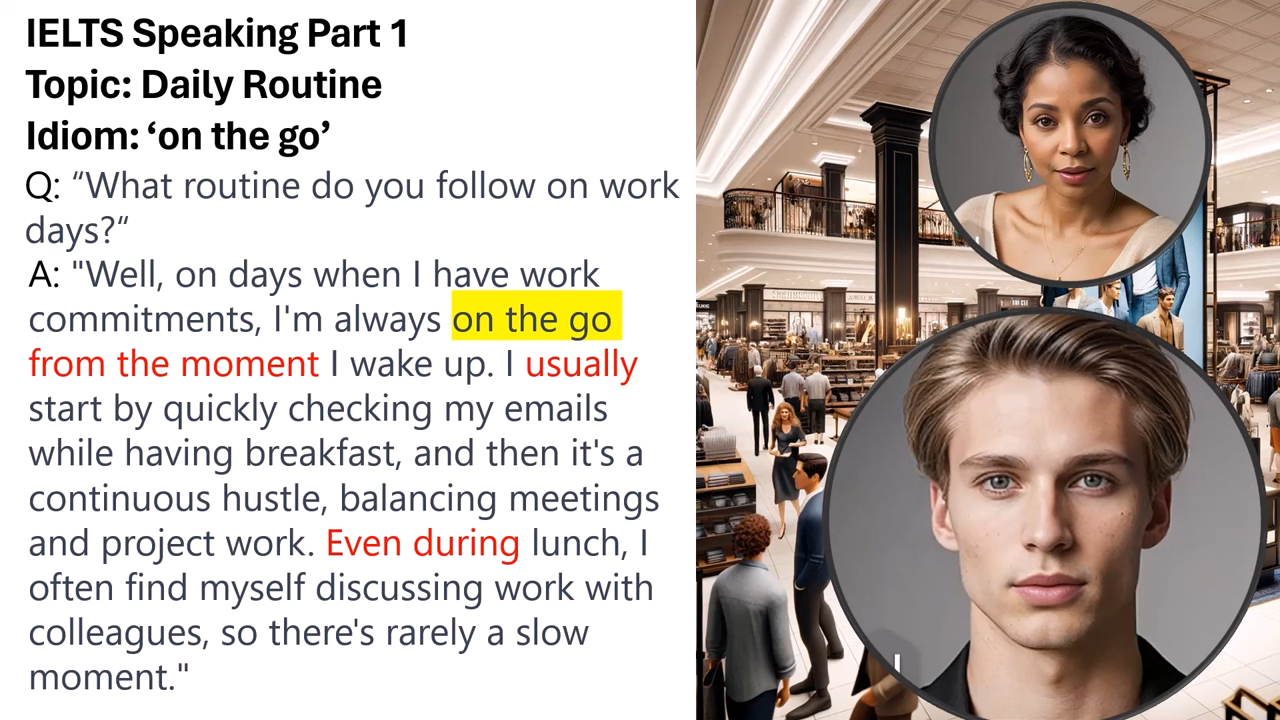 IELTS Speaking Part 1
Topic: Daily Routine
Idiom: ‘on the go’
Q: “What routine do you follow on work
days?“
A: "Well, on days when I have work
commitments, I'm always on the go
from the moment I wake up. I usually
start by quickly checking my emails
while having breakfast, and then it's a
continuous hustle, balancing meetings
and project work. Even during lunch, I
often find myself discussing work with
colleagues, so there's rarely a slow
moment."